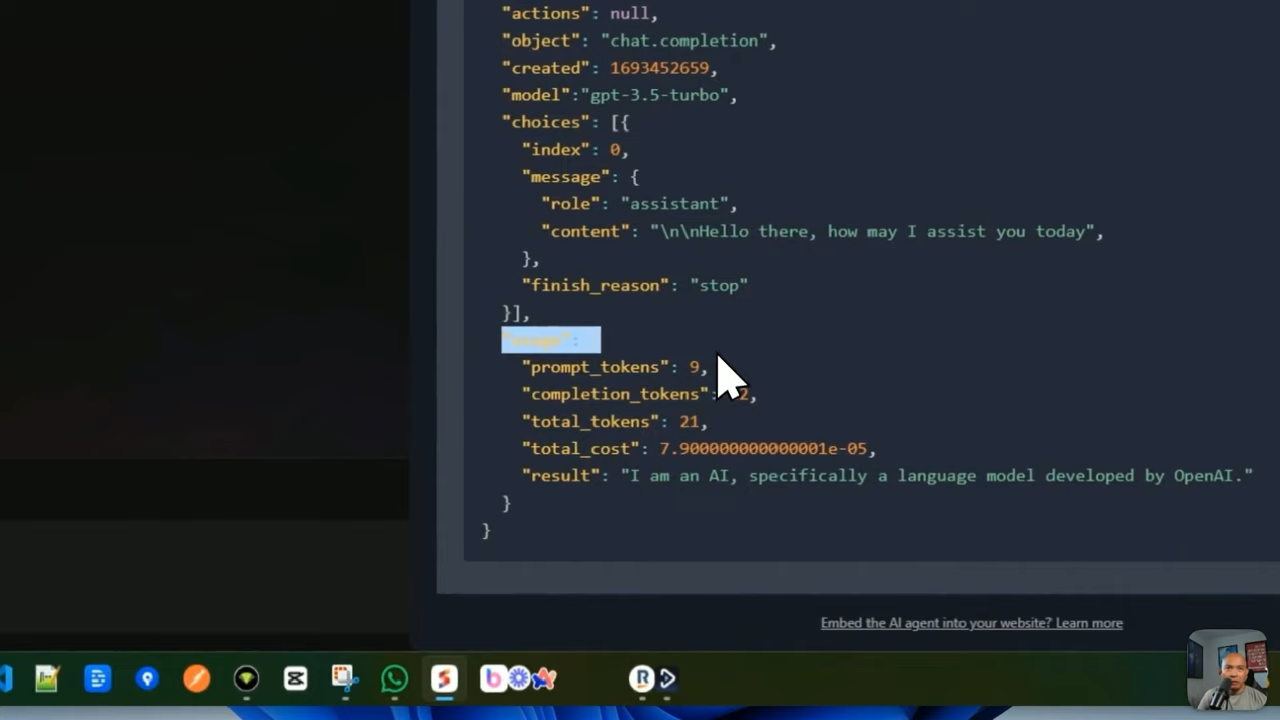 "actions": null,
"object": "chat.completion",
"created": 1693452659,
"model":"gpt-3.5-turbo",
"choices": [{
"index": 0,
"message": {
"role": "assistant",
"content": "\n\nHello there, how may I assist you today",
},
"finish_reason": "stop"
}],
"usage":
"prompt_tokens": 9,
"completion_tokens": 2,
"total_tokens": 21,
"total_cost": 7.900000000000001e-05,
"result": "I am an AI, specifically a language model developed by OpenAI."
}
}
Embed the AI agent into your website? Learn more